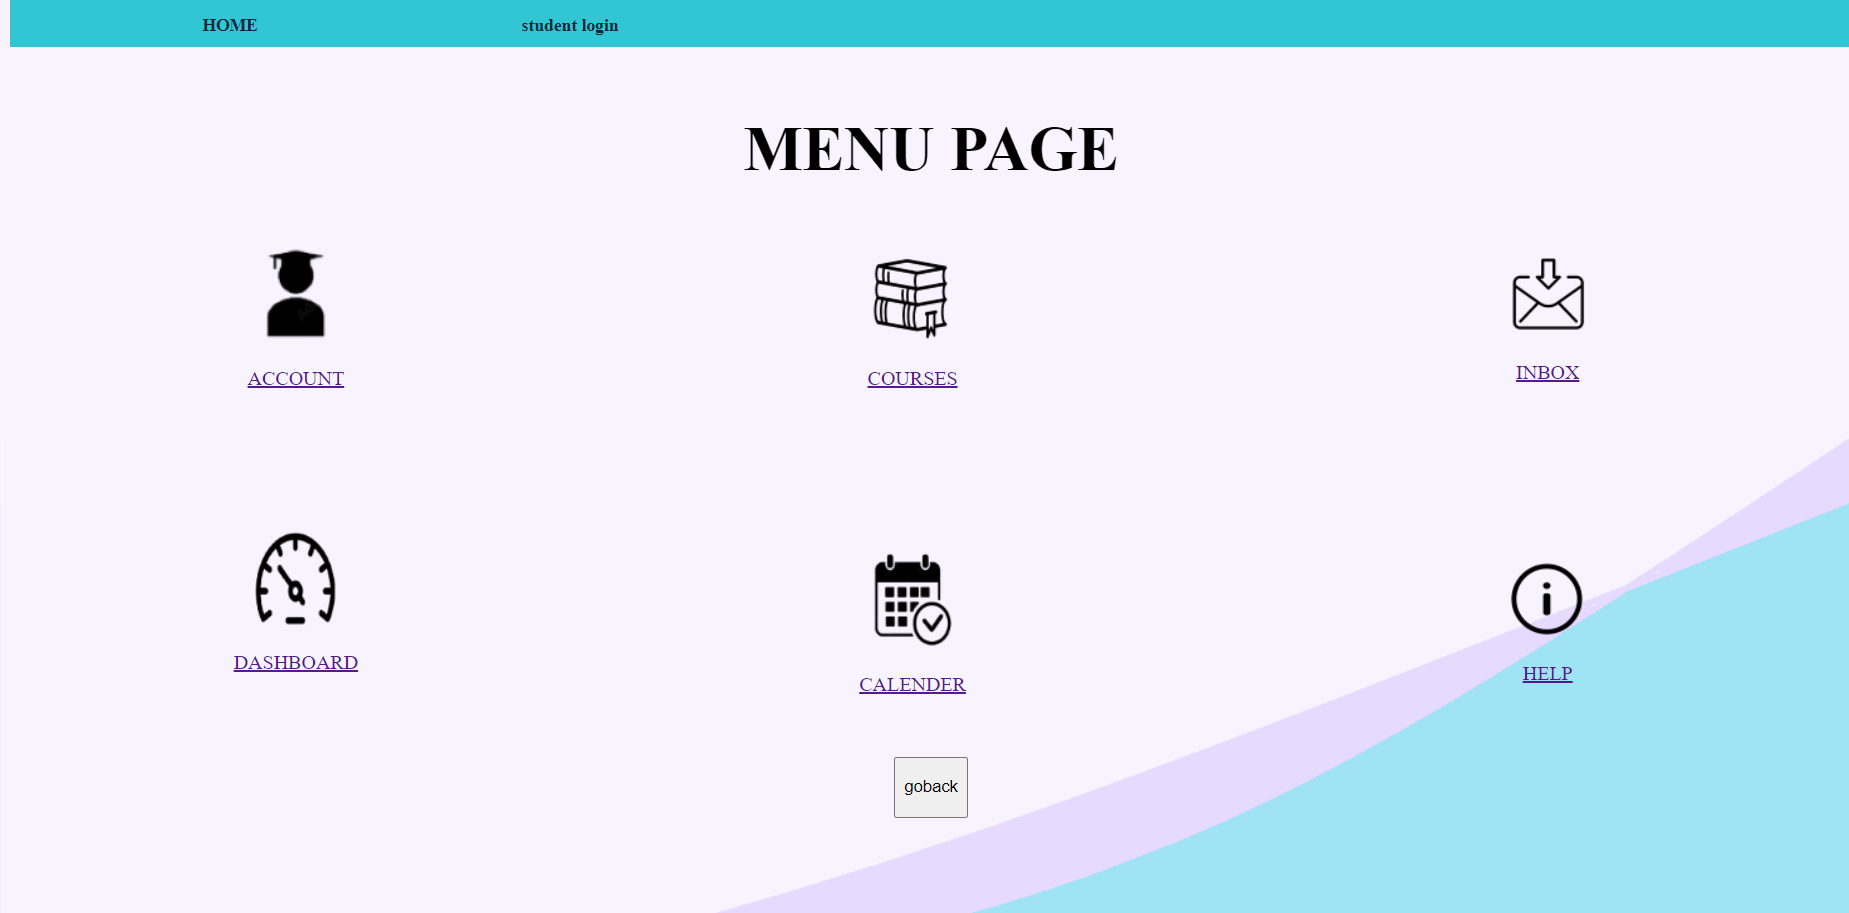 HOME student login
MENU PAGE
ACCOUNT
COURSES
INBOX
DASHBOARD
CALENDER
HELP
goback